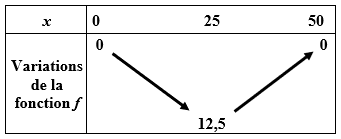 x 0 25 50
0 0
Variations
de la
fonction f
12,5